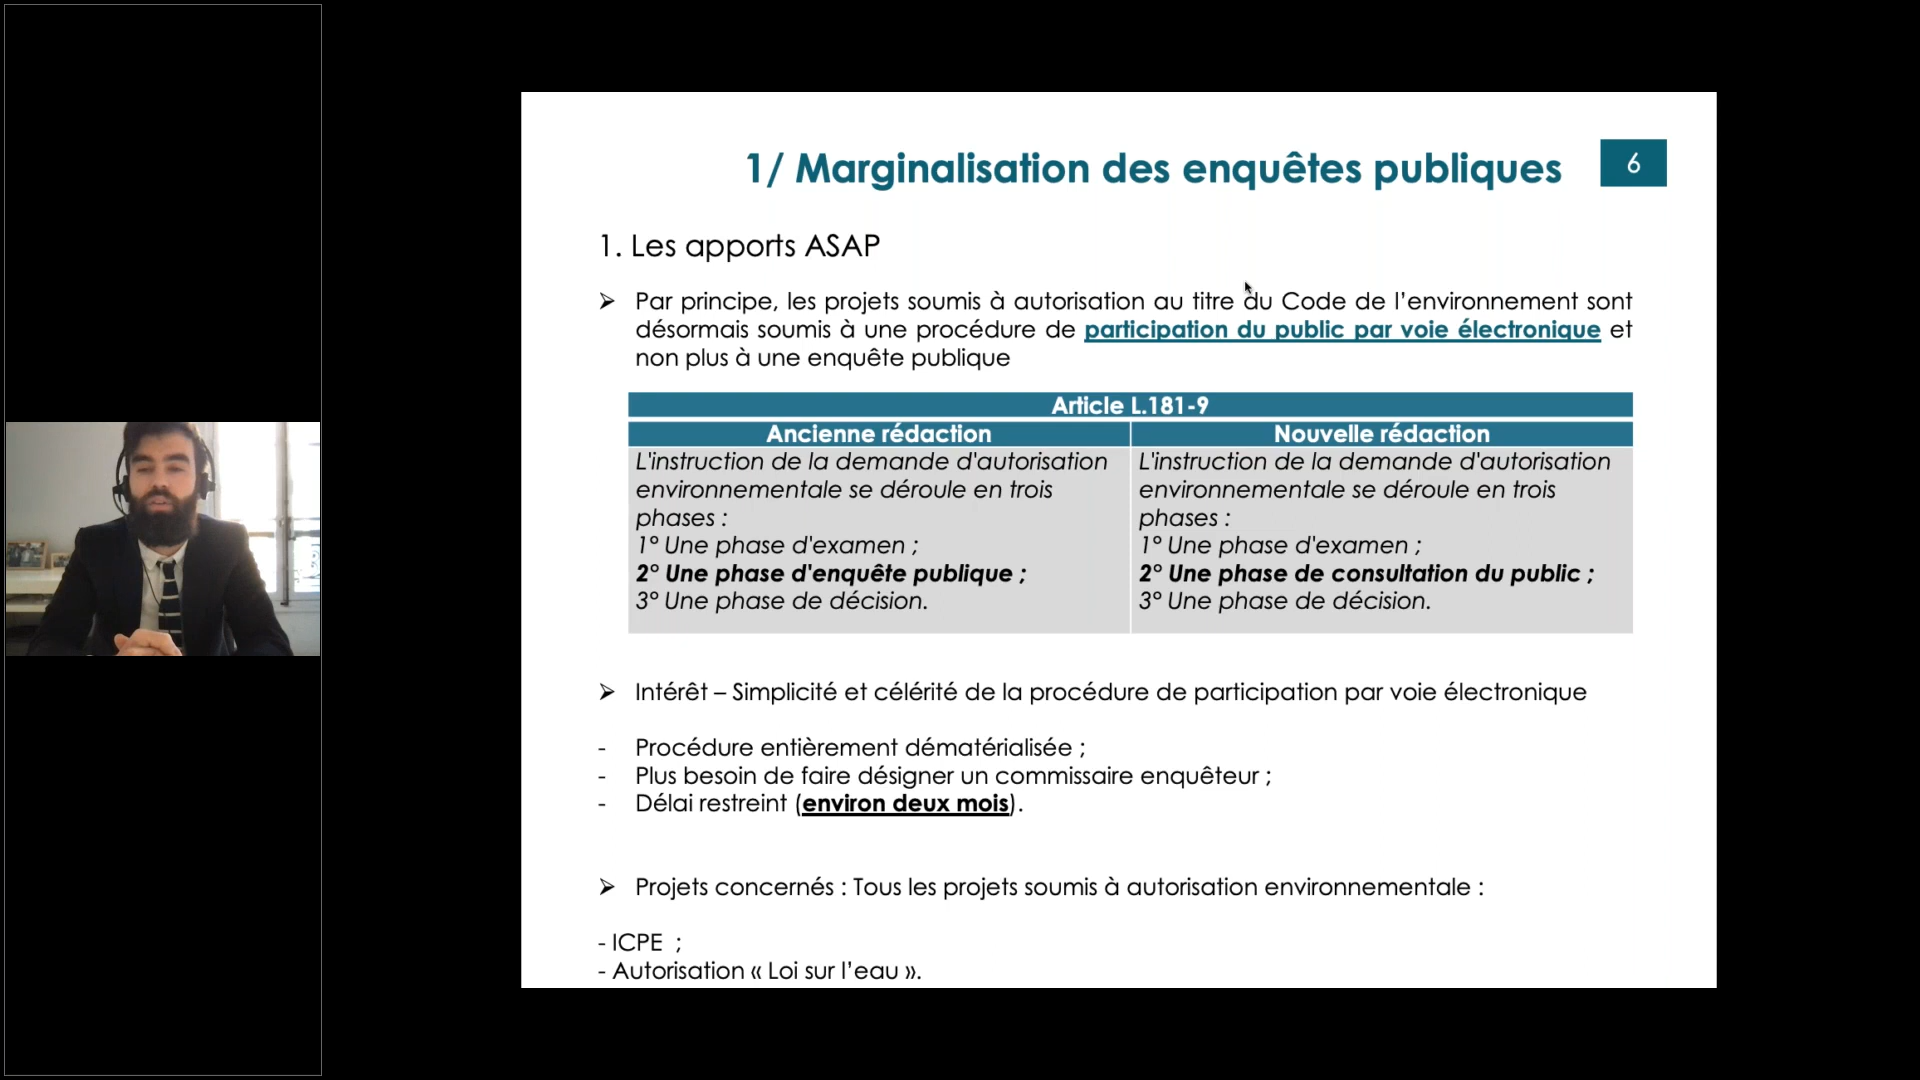 1/ Marginalisation des enquêtes publiques
6
1. Les apports ASAP
➢ Par principe, les projets soumis à autorisation au titre du Code de l’environnement sont
désormais soumis à une procédure de participation du public par voie électronique et
non plus à une enquête publique
Article L.181-9
Ancienne rédaction
L'instruction de la demande d'autorisation
environnementale se déroule en trois
phases :
1° Une phase d'examen ;
2° Une phase d'enquête publique ;
3° Une phase de décision.
Nouvelle rédaction
L'instruction de la demande d'autorisation
environnementale se déroule en trois
phases :
1° Une phase d'examen ;
2° Une phase de consultation du public ;
3° Une phase de décision.
➢ Intérêt – Simplicité et célérité de la procédure de participation par voie électronique
- Procédure entièrement dématérialisée ;
- Plus besoin de faire désigner un commissaire enquêteur ;
- Délai restreint (environ deux mois).
➢ Projets concernés : Tous les projets soumis à autorisation environnementale :
- ICPE ;
- Autorisation « Loi sur l’eau ».